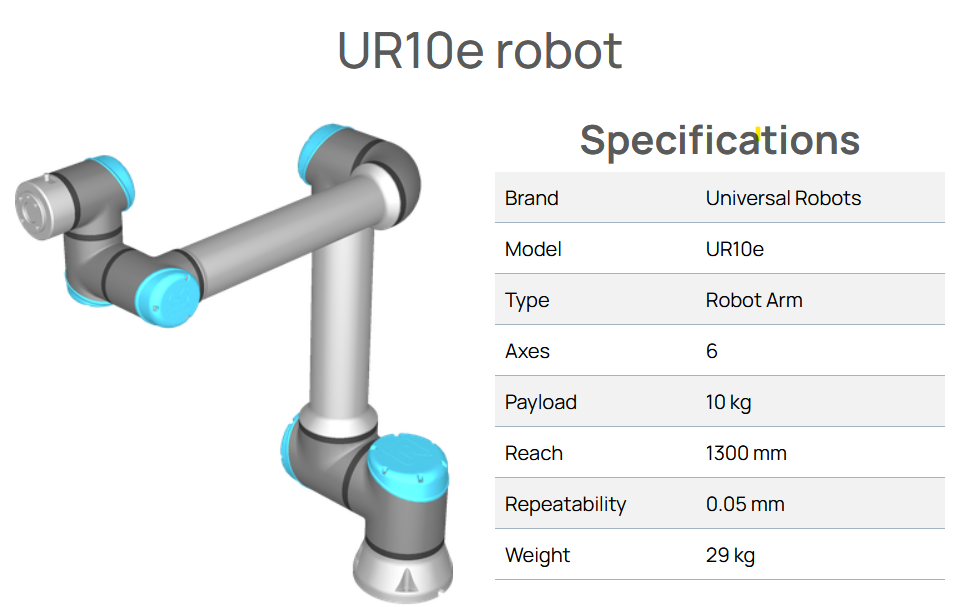 UR10e robot
Specifications
Brand Universal Robots
Model UR10e
Type Robot Arm
Axes 6
Payload 10 kg
Reach 1300 mm
Repeatability 0.05 mm
Weight 29 kg